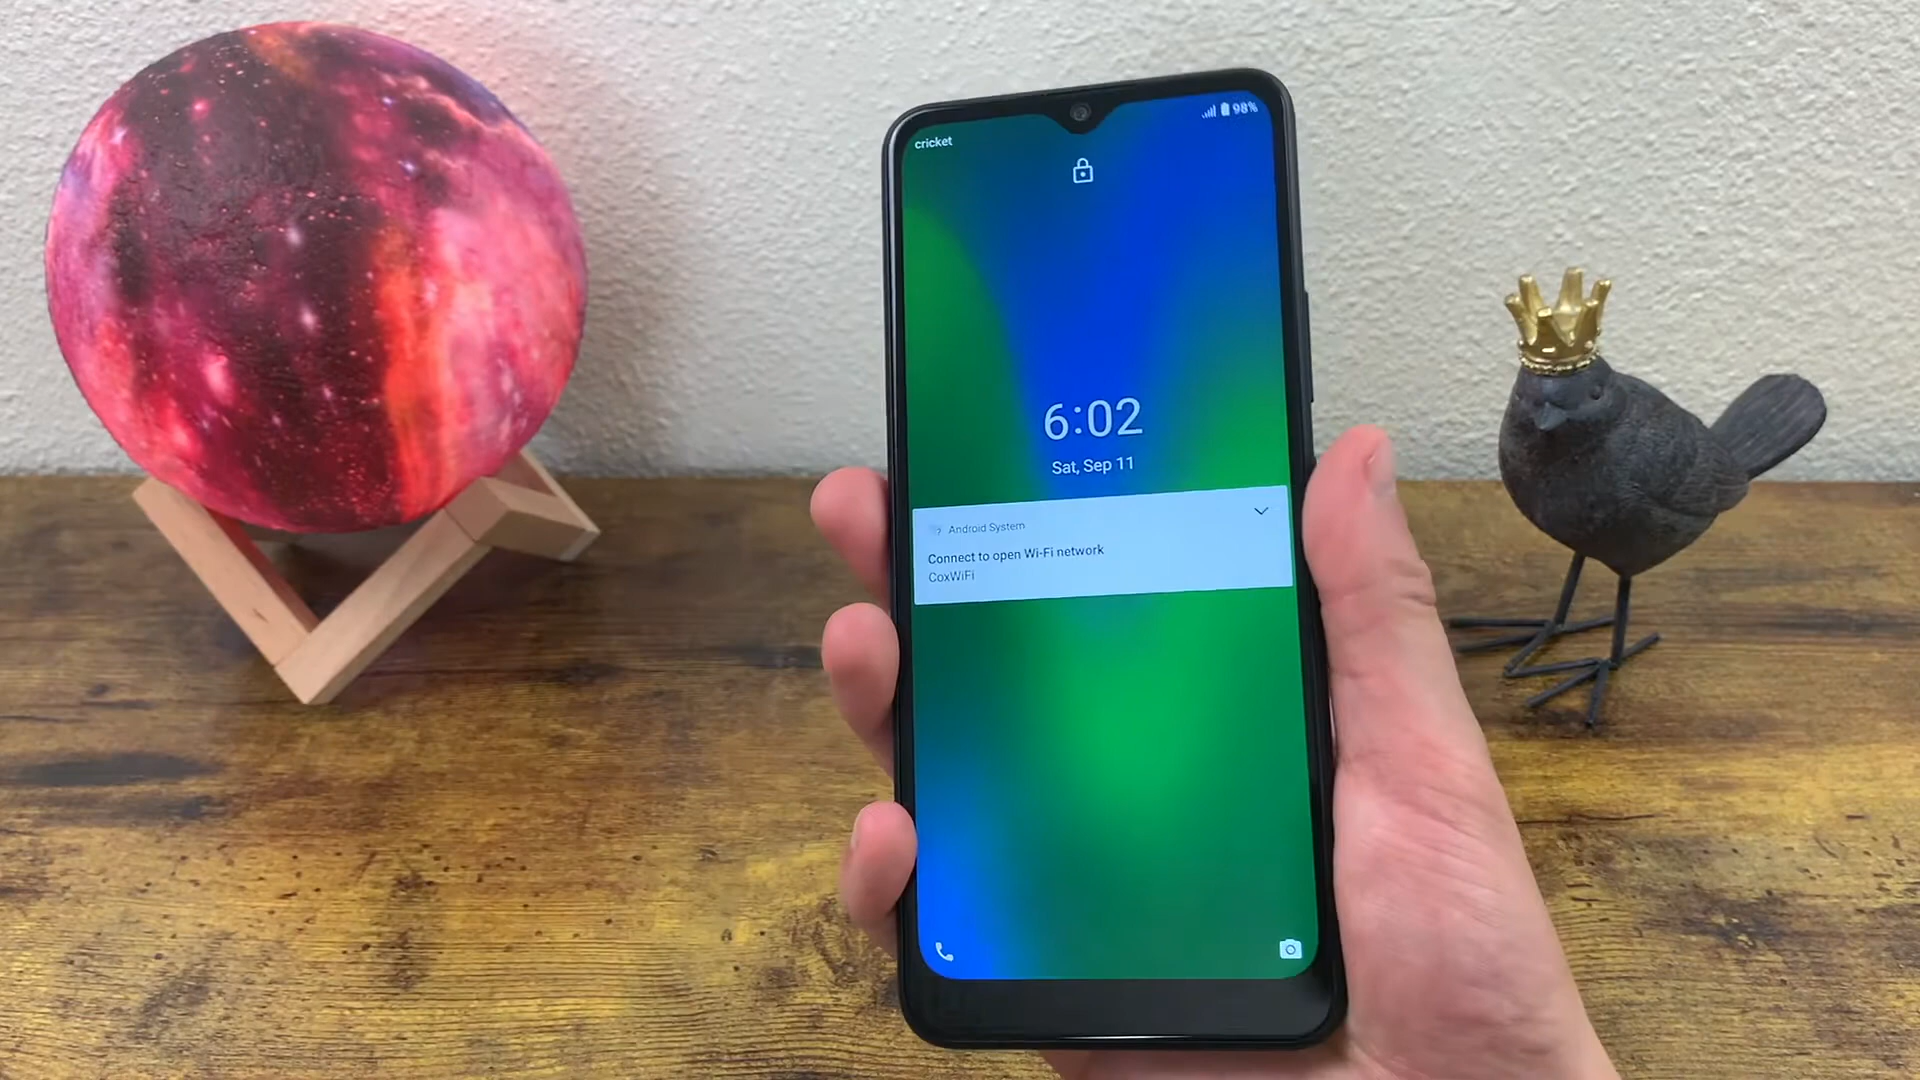 cricket
98%
6:02
Sat, Sep 11
Android System
Connect to open Wi-Fi network
CoxWiFi